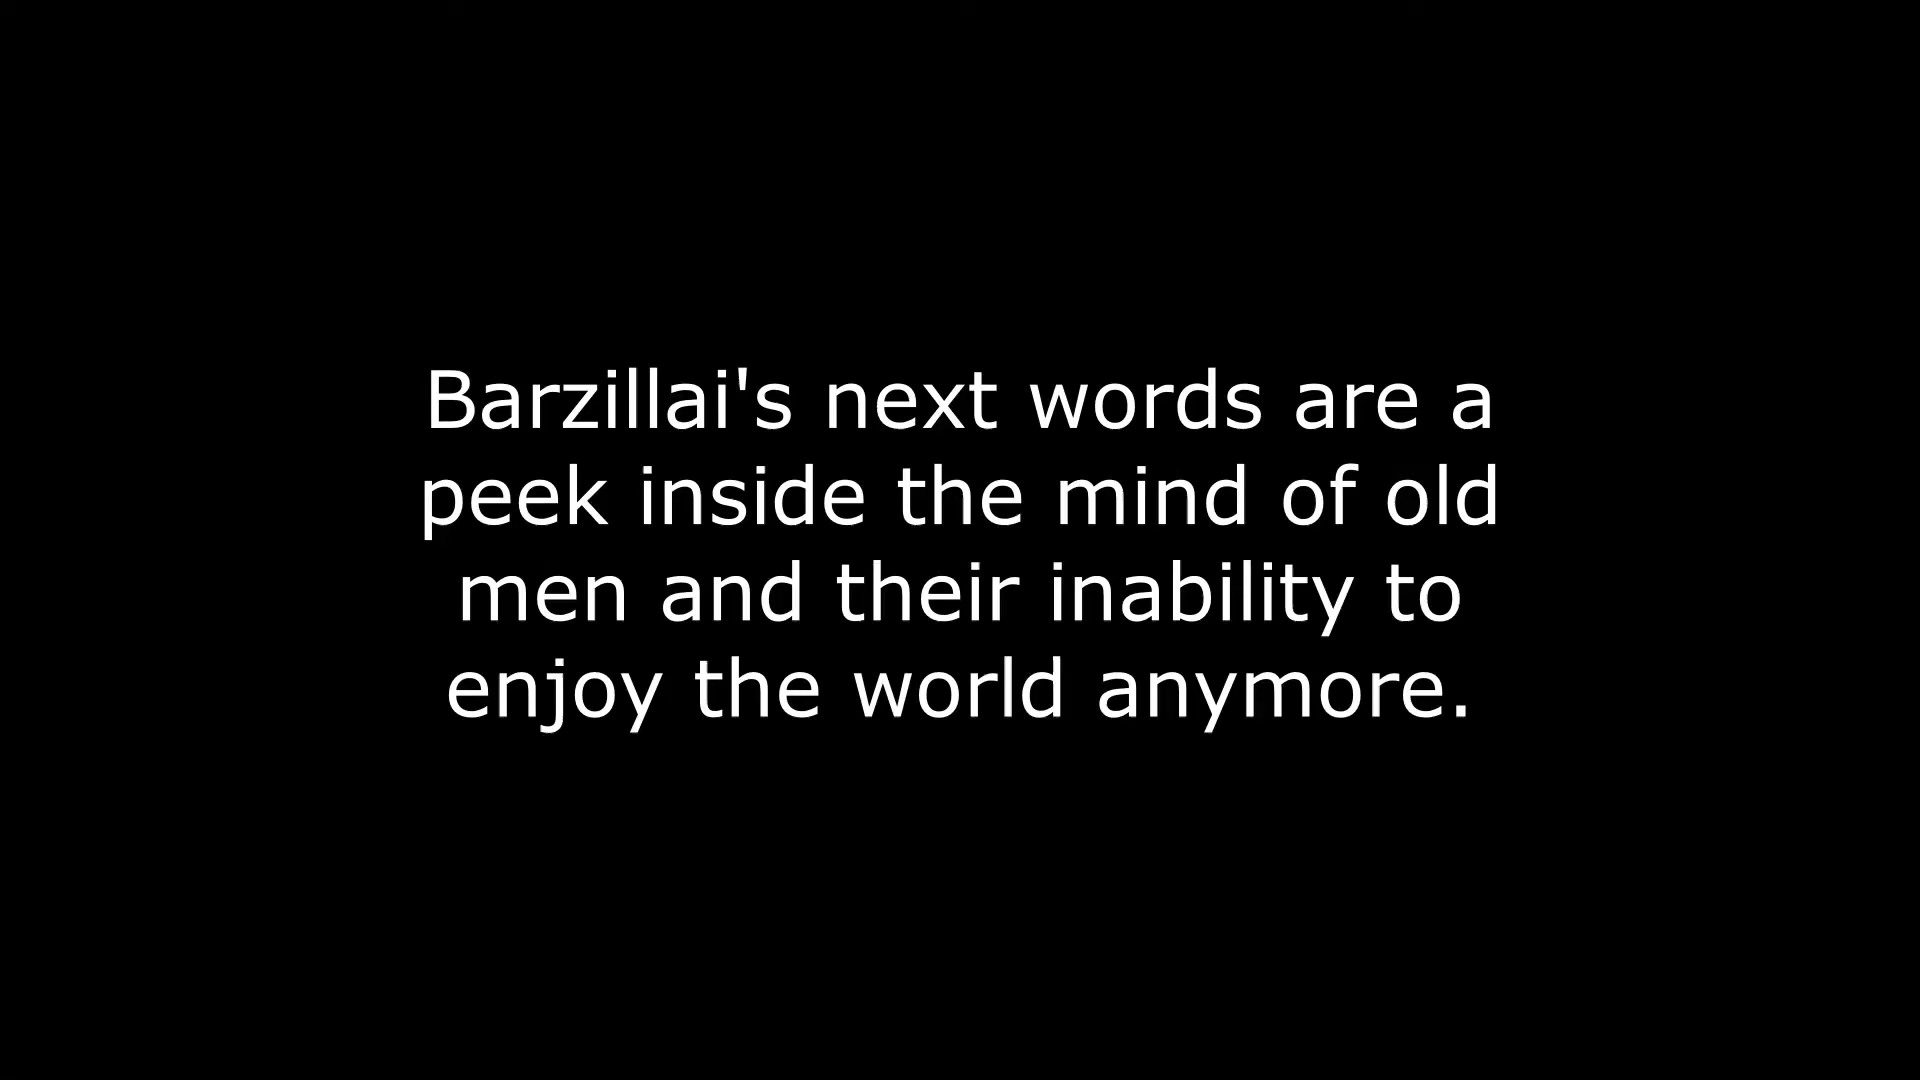 Barzillai's next words are a
peek inside the mind of old
men and their inability to
enjoy the world anymore.